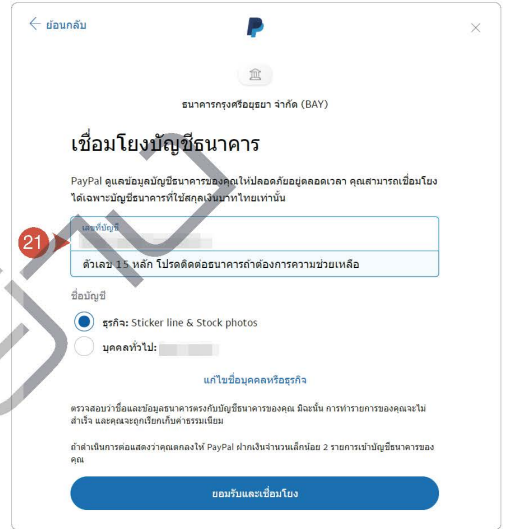 ย้อนกลับ
ธนาคารกรุงศรีอยุธยา จำกัด (BAY)
เชื่อมโยงบัญชีธนาคาร
PayPal ดูแลข้อมูลบัญชีธนาคารของคุณให้ปลอดภัยอยู่ตลอดเวลา คุณสามารถเชื่อมโยง
ได้เฉพาะบัญชีธนาคารที่ใช้สกุลเงินบาทไทยเท่านั้น
21
เลขที่บัญชี
ตัวเลข 15 หลัก โปรดติดต่อธนาคารถ้าต้องการความช่วยเหลือ
ชื่อบัญชี
ธุรกิจ: Sticker line & Stock photos
บุคคลทั่วไป:
แก้ไขชื่อบุคคลหรือธุรกิจ
ตรวจสอบว่าชื่อและข้อมูลธนาคารตรงกับบัญชีธนาคารของคุณ มิฉะนั้น การทำรายการของคุณจะไม่
สำเร็จ และคุณจะถูกเรียกเก็บค่าธรรมเนียม
ถ้าดำเนินการต่อแสดงว่าคุณตกลงให้ PayPal ฝากเงินจำนวนเล็กน้อย 2 รายการเข้าบัญชีธนาคารของ
คุณ
ยอมรับและเชื่อมโยง